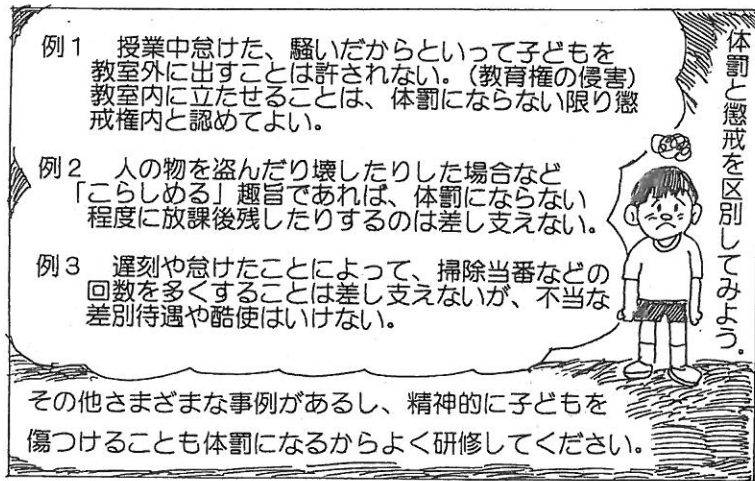 体罰と懲戒を区別してみよう.
例1 授業中怠けた、騒いだからといって子どもを
教室外に出すことは許されない。(教育権の侵害)
教室内に立たせることは、体罰にならない限り懲
戒権内と認めてよい。
例2 人の物を盗んだり壊したりした場合など
「こらしめる」趣旨であれば、体罰にならない
程度に放課後残したりするのは差し支えない。
例3 遅刻や怠けたことによって、掃除当番などの
回数を多くすることは差し支えないが、不当な
差別待遇や酷使はいけない。
その他さまざまな事例があるし、精神的に子どもを
傷つけることも体罰になるからよく研修してください。